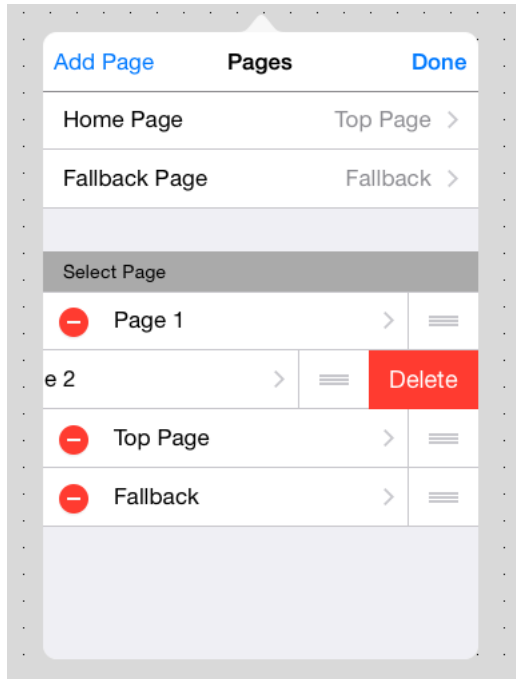 Add Page Pages Done
Home Page Top Page
Fallback Page Fallback
Select Page
Page 1
e 2 Delete
Top Page
Fallback